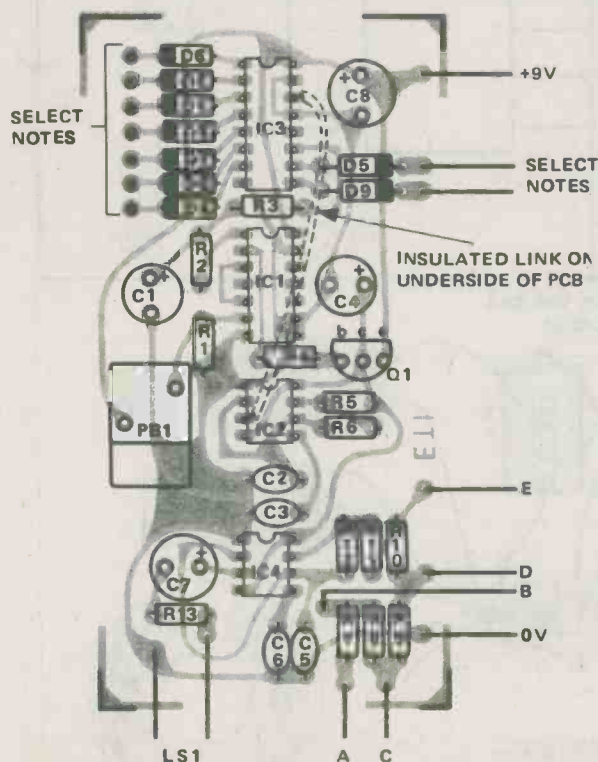 D6
+9V
C8
SELECT
NOTES
IC3
D5
SELECT
NOTES
D9
R3
INSULATED LINK ON
UNDERSIDE OF PCB
R2
C1
IC1
C4
R1
b c e
Q1
R5
PB1
R6
ETI
C2
E
C3
R10
IC4
D
C7
B
R13
0V
C6
C5
LS1
A
C